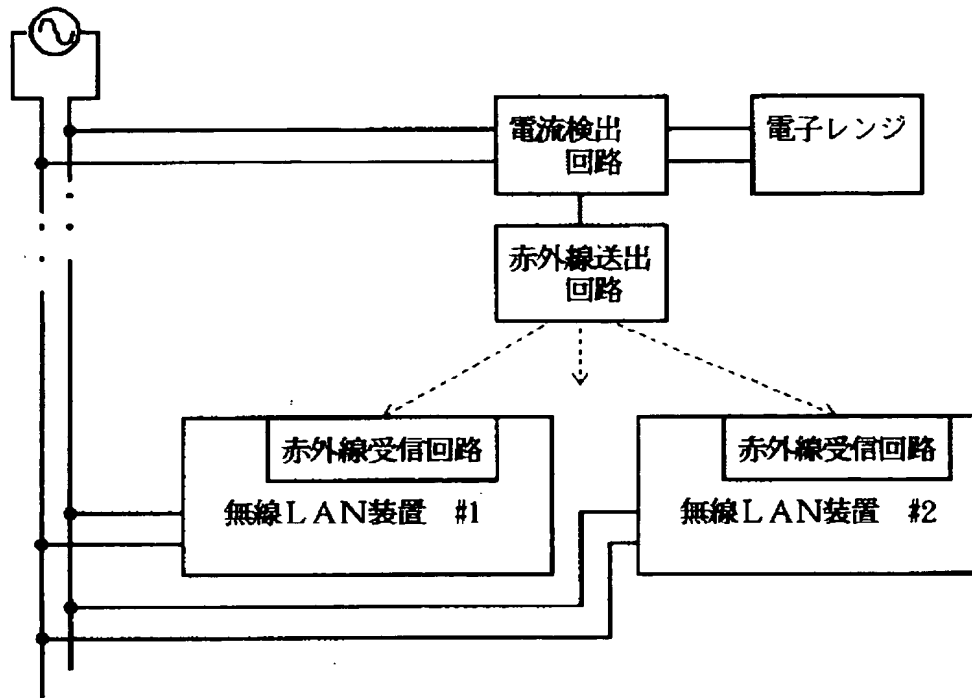 電流検出
回路
電子レンジ
赤外線送出
回路
赤外線受信回路
無線ＬＡＮ装置 #1
赤外線受信回路
無線ＬＡＮ装置 #2